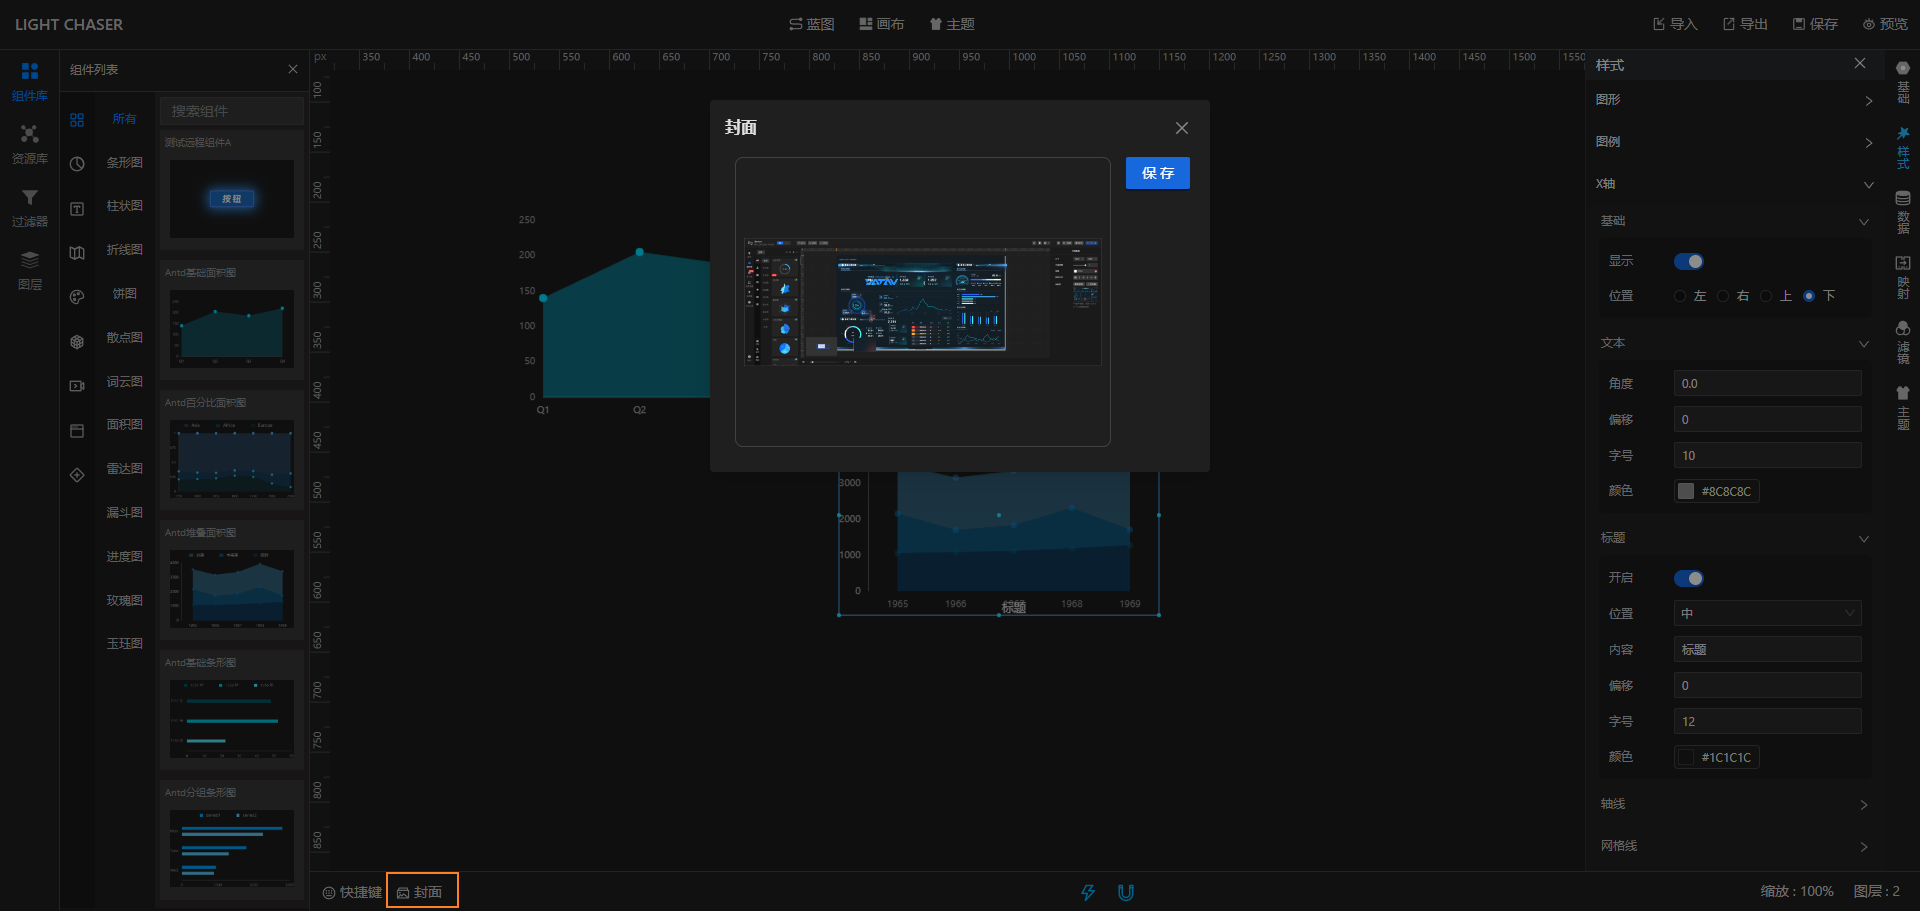 LIGHT CHASER
蓝图
画布
主题
导入
导出
保存
预览
组件库
资源库
过滤器
图层
组件列表
所有
条形图
柱状图
折线图
饼图
散点图
词云图
面积图
雷达图
漏斗图
进度图
玫瑰图
玉珏图
搜索组件
测试远程组件A
按钮
Antd基础面积图
Antd百分比面积图
Antd堆叠面积图
Antd基础条形图
Antd分组条形图
px
350 400 450 500 550 600 650 700 750 800 850 900 950 1000 1050 1100 1150 1200 1250 1300 1350 1400 1450 1500 1550
100
150
200
250
300
350
400
450
500
550
600
650
700
750
800
850
250
200
150
100
50
0
Q1 Q2
封面
保 存
3000
2000
1000
0
1965 1966 1967 1968 1969
标题
样式
图形
图例
X轴
基础
显示
位置 左 右 上 下
文本
角度 0.0
偏移 0
字号 10
颜色 #8C8C8C
标题
开启
位置 中
内容 标题
偏移 0
字号 12
颜色 #1C1C1C
轴线
网格线
基础
样式
数据
映射
滤镜
主题
快捷键
封面
缩放 : 100%
图层 : 2